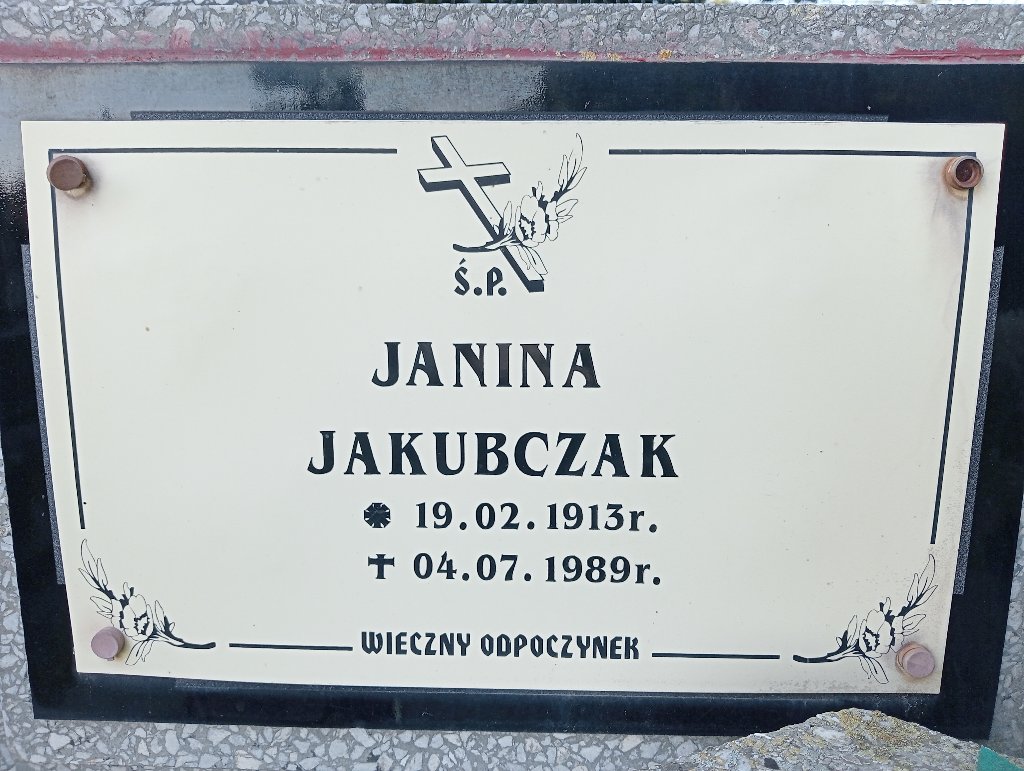 Ś.P.
JANINA
JAKUBCZAK
19.02.1913r.
04.07.1989r.
WIECZNY ODPOCZYNEK